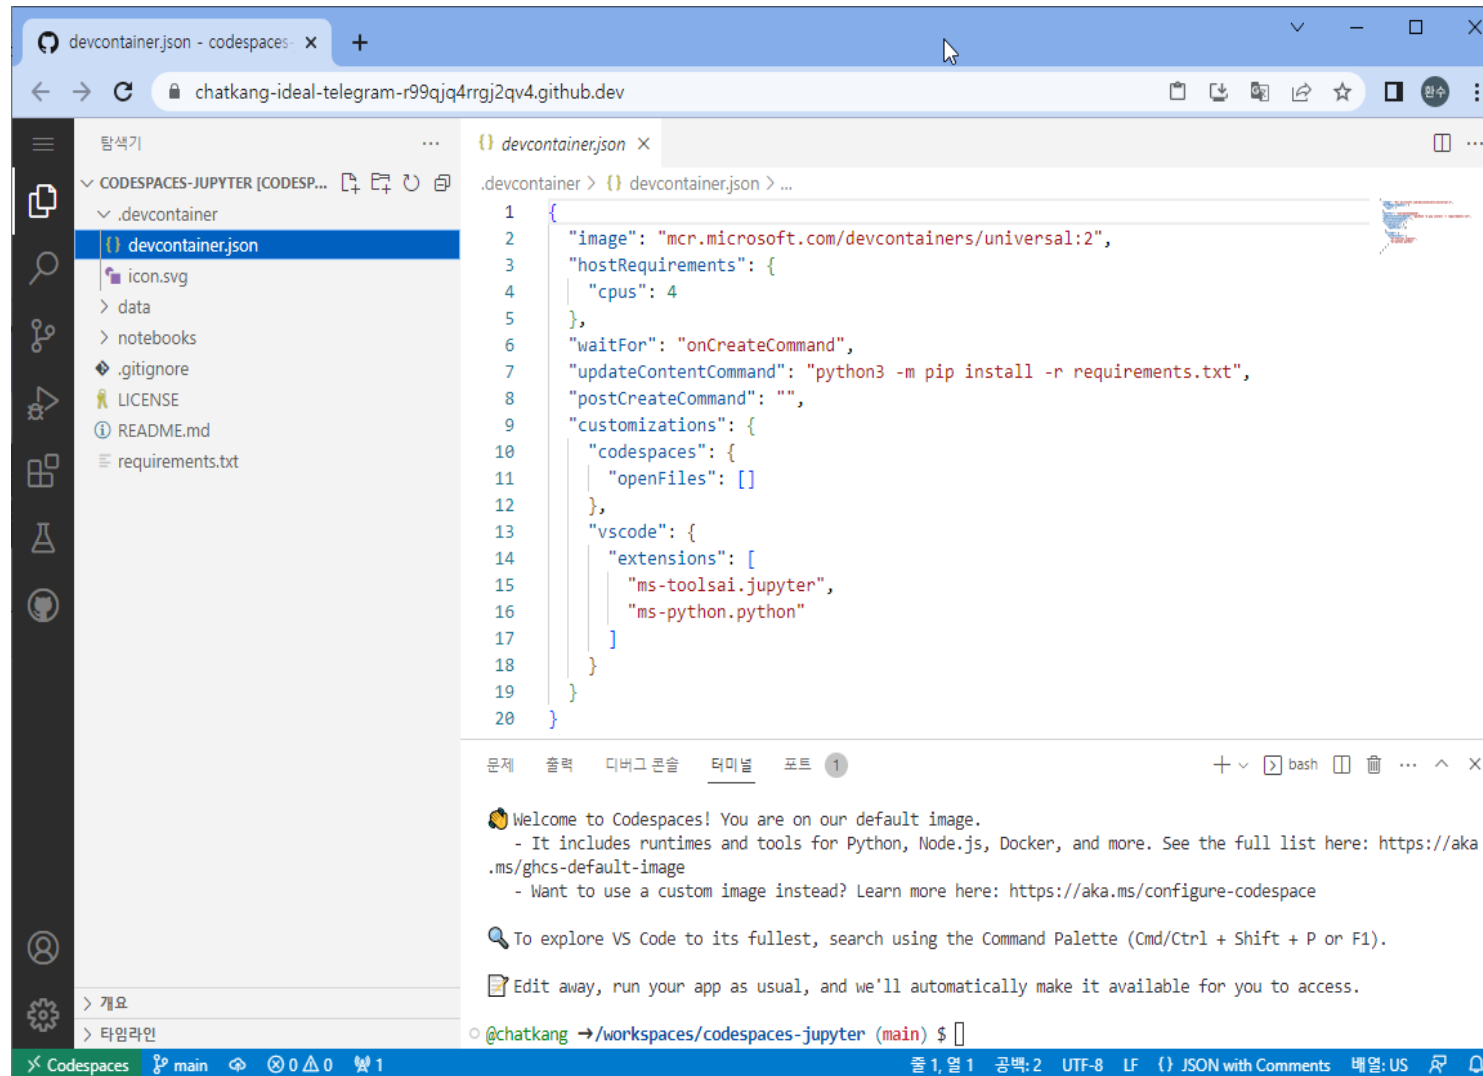 devcontainer.json - codespaces-
chatkang-ideal-telegram-r99qjq4rrgj2qv4.github.dev
환수
탐색기
devcontainer.json
CODESPACES-JUPYTER [CODESP...
.devcontainer > {} devcontainer.json > ...
.devcontainer
devcontainer.json
icon.svg
data
notebooks
.gitignore
LICENSE
README.md
requirements.txt
1 {
2 "image": "mcr.microsoft.com/devcontainers/universal:2",
3 "hostRequirements": {
4 "cpus": 4
5 },
6 "waitFor": "onCreateCommand",
7 "updateContentCommand": "python3 -m pip install -r requirements.txt",
8 "postCreateCommand": "",
9 "customizations": {
10 "codespaces": {
11 "openFiles": []
12 },
13 "vscode": {
14 "extensions": [
15 "ms-toolsai.jupyter",
16 "ms-python.python"
17 ]
18 }
19 }
20 }
문제 출력 디버그 콘솔 터미널 포트 1
bash
Welcome to Codespaces! You are on our default image.
- It includes runtimes and tools for Python, Node.js, Docker, and more. See the full list here: https://aka
.ms/ghcs-default-image
- Want to use a custom image instead? Learn more here: https://aka.ms/configure-codespace
To explore VS Code to its fullest, search using the Command Palette (Cmd/Ctrl + Shift + P or F1).
Edit away, run your app as usual, and we'll automatically make it available for you to access.
@chatkang →/workspaces/codespaces-jupyter (main) $
개요
타임라인
Codespaces main 0 0 1 줄 1, 열 1 공백: 2 UTF-8 LF {} JSON with Comments 배열: US